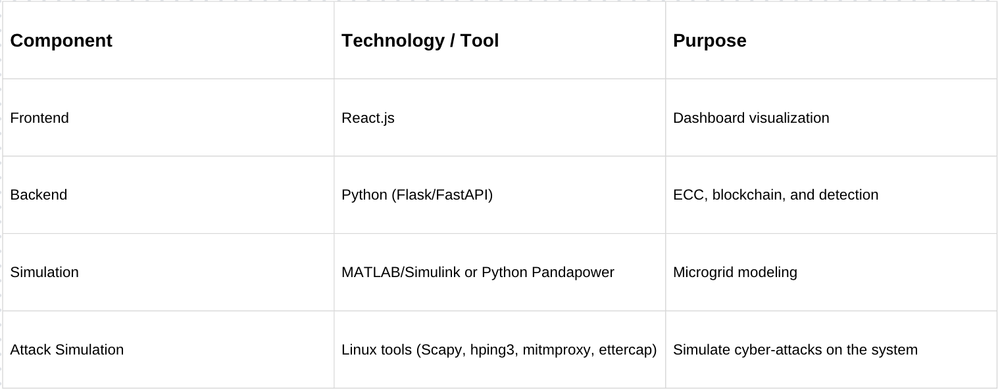 Component Technology / Tool Purpose
Frontend React.js Dashboard visualization
Backend Python (Flask/FastAPI) ECC, blockchain, and detection
Simulation MATLAB/Simulink or Python Pandapower Microgrid modeling
Attack Simulation Linux tools (Scapy, hping3, mitmproxy, ettercap) Simulate cyber-attacks on the system